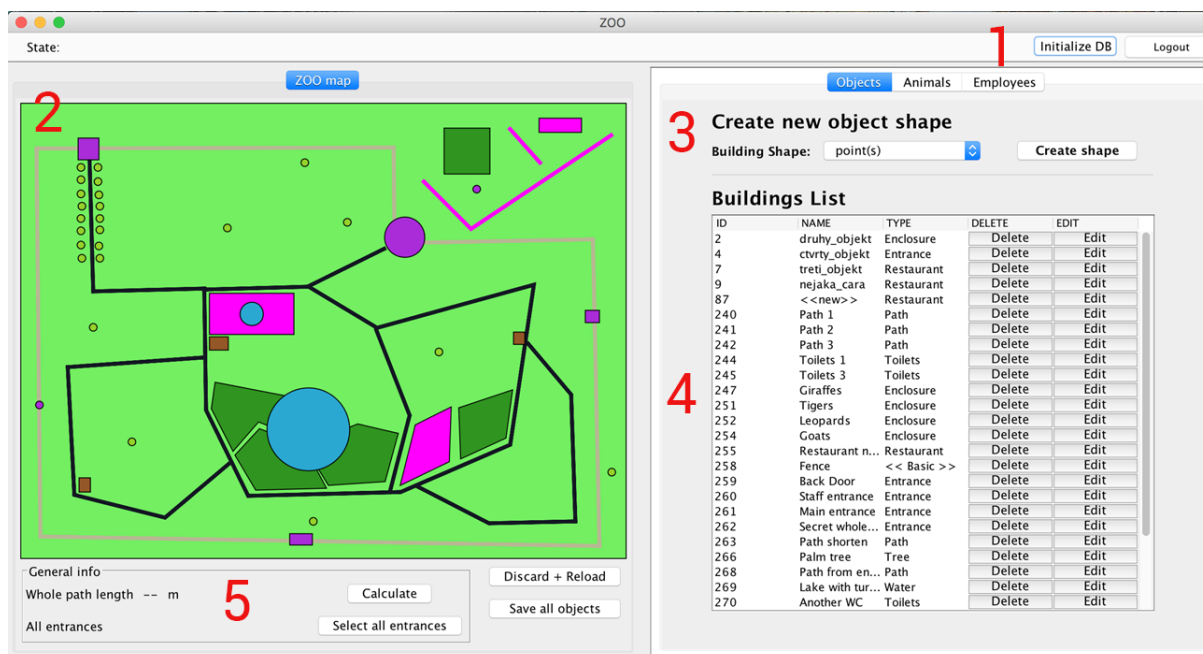 ZOO
State:
1
Initialize DB
Logout
ZOO map
Objects Animals Employees
2
3
Create new object shape
Building Shape: point(s) Create shape
Buildings List
ID NAME TYPE DELETE EDIT
2 druhy_objekt Enclosure Delete Edit
4 ctvrty_objekt Entrance Delete Edit
7 treti_objekt Restaurant Delete Edit
9 nejaka_cara Restaurant Delete Edit
87 <<new>> Restaurant Delete Edit
240 Path 1 Path Delete Edit
241 Path 2 Path Delete Edit
242 Path 3 Path Delete Edit
244 Toilets 1 Toilets Delete Edit
245 Toilets 3 Toilets Delete Edit
247 Giraffes Enclosure Delete Edit
251 Tigers Enclosure Delete Edit
252 Leopards Enclosure Delete Edit
254 Goats Enclosure Delete Edit
255 Restaurant n... Restaurant Delete Edit
258 Fence << Basic >> Delete Edit
259 Back Door Entrance Delete Edit
260 Staff entrance Entrance Delete Edit
261 Main entrance Entrance Delete Edit
262 Secret whole... Entrance Delete Edit
263 Path shorten Path Delete Edit
266 Palm tree Tree Delete Edit
268 Path from en... Path Delete Edit
269 Lake with tur... Water Delete Edit
270 Another WC Toilets Delete Edit
4
General info
Whole path length -- m
Calculate
5
All entrances
Select all entrances
Discard + Reload
Save all objects